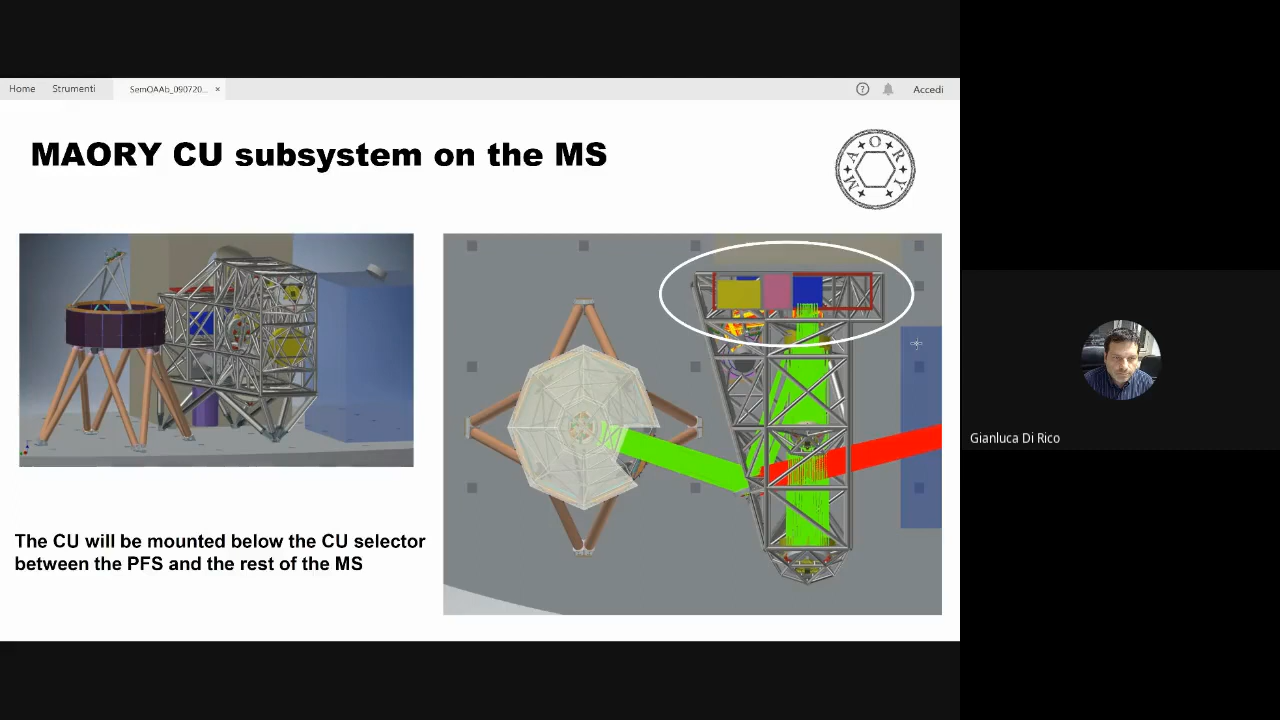 Home Strumenti SemOAAb_090720... × ? Accedi
MAORY CU subsystem on the MS
MAORY
The CU will be mounted below the CU selector
between the PFS and the rest of the MS
Gianluca Di Rico